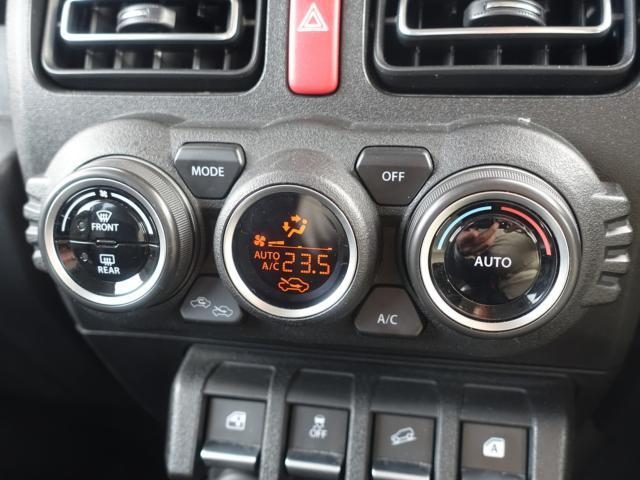 MODE
OFF
FRONT
REAR
AUTO
A/C 23.5
AUTO
A/C
OFF
A